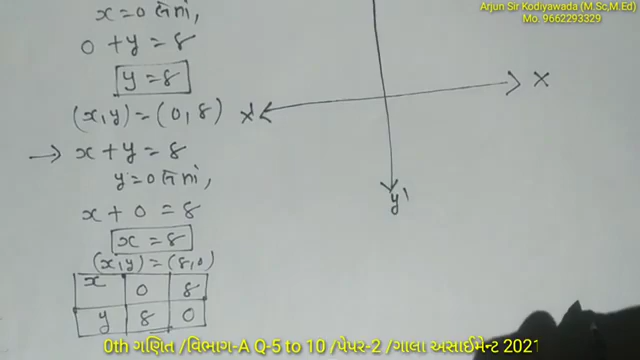 Arjun Sir Kodiyawada (M.Sc,M.Ed)
Mo: 9662293329
x=0 લેતાં,
0+y=8
y=8
(x,y)=(0,8)
→ x+y=8
y=0 લેતાં,
x+0=8
x=8
(x,y)=(8,0)
x 0 8
y 8 0
x' x
y'
0th ગણિત /વિભાગ-A Q-5 to 10 /પેપર-2 /ગાલા અસાઈમેન્ટ 2021